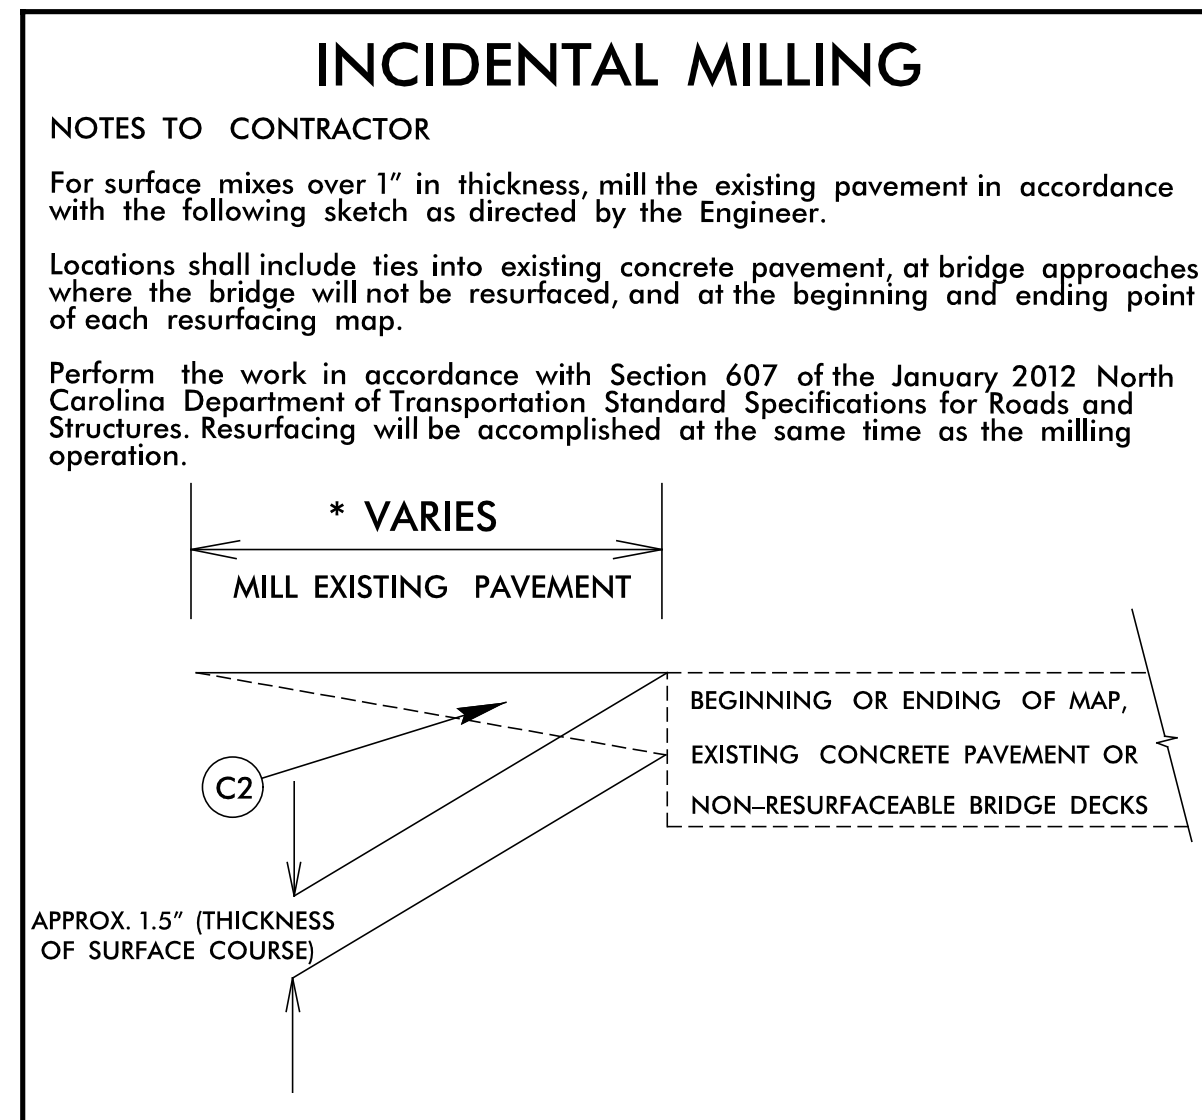 INCIDENTAL MILLING
NOTES TO CONTRACTOR
For surface mixes over 1" in thickness, mill the existing pavement in accordance
with the following sketch as directed by the Engineer.
Locations shall include ties into existing concrete pavement, at bridge approaches
where the bridge will not be resurfaced, and at the beginning and ending point
of each resurfacing map.
Perform the work in accordance with Section 607 of the January 2012 North
Carolina Department of Transportation Standard Specifications for Roads and
Structures. Resurfacing will be accomplished at the same time as the milling
operation.
* VARIES
MILL EXISTING PAVEMENT
BEGINNING OR ENDING OF MAP,
EXISTING CONCRETE PAVEMENT OR
NON-RESURFACEABLE BRIDGE DECKS
C2
APPROX. 1.5" (THICKNESS
OF SURFACE COURSE)